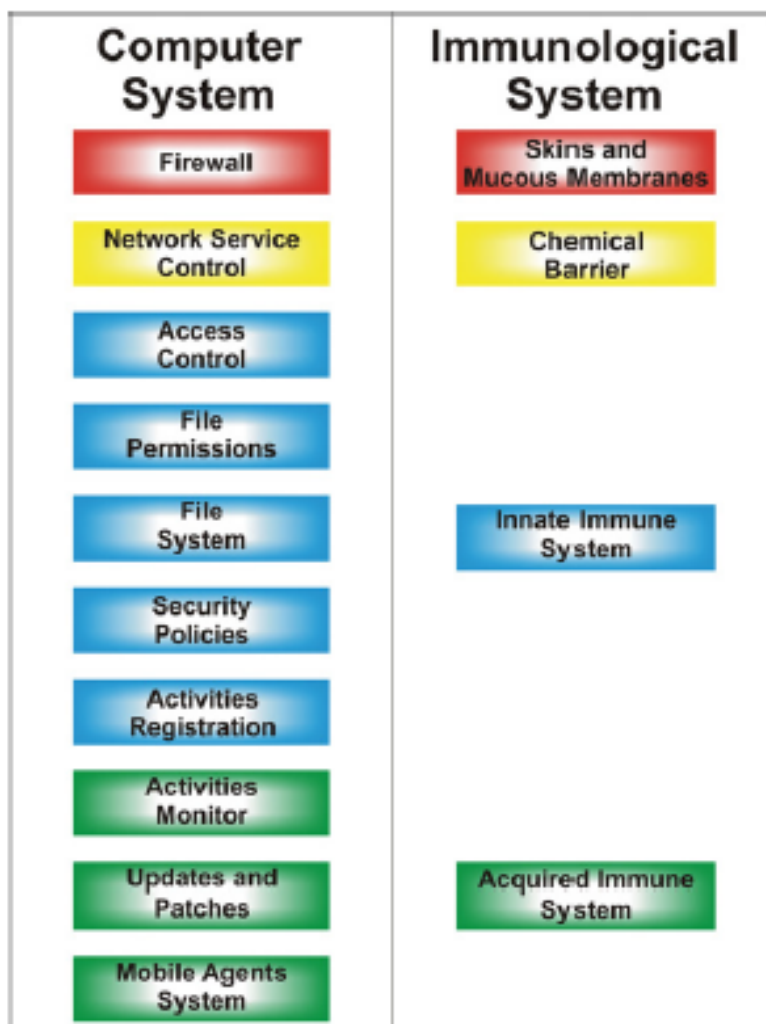 Computer
System
Firewall
Network Service
Control
Access
Control
File
Permissions
File
System
Security
Policies
Activities
Registration
Activities
Monitor
Updates and
Patches
Mobile Agents
System
Immunological
System
Skins and
Mucous Membranes
Chemical
Barrier
Innate Immune
System
Acquired Immune
System